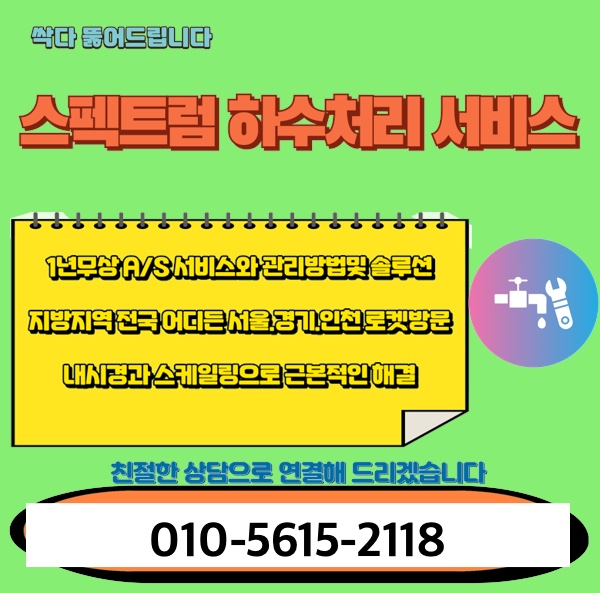 싹다 뚫어드립니다
스펙트럼 하수처리 서비스
1년무상 A/S 서비스와 관리방법및 솔루션
지방지역 전국 어디든 서울,경기,인천 로켓방문
내시경과 스케일링으로 근본적인 해결
친절한 상담으로 연결해 드리겠습니다
010-5615-2118